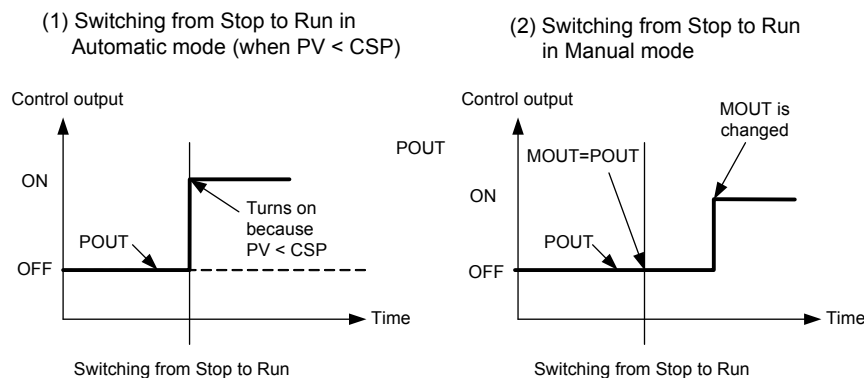 (1) Switching from Stop to Run in
Automatic mode (when PV < CSP)
Control output
ON
OFF
POUT
Turns on
because
PV < CSP
Time
Switching from Stop to Run
POUT
(2) Switching from Stop to Run
in Manual mode
Control output
MOUT is
changed
MOUT=POUT
ON
POUT
OFF
Time
Switching from Stop to Run